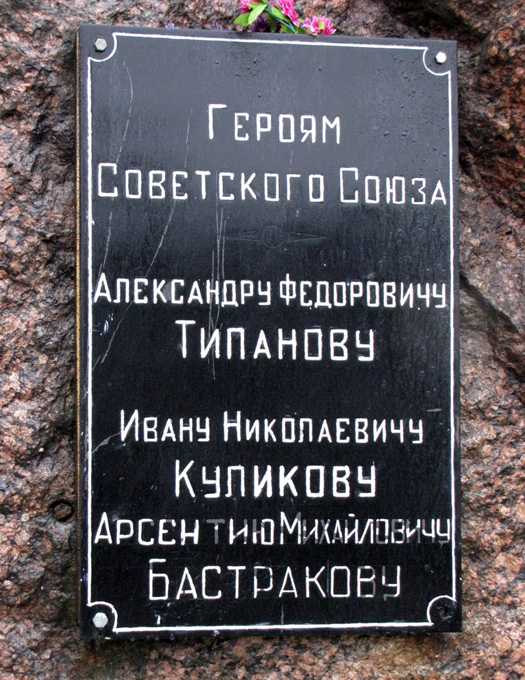 Героям
Советского Союза
Александру Федоровичу
Типанову
Ивану Николаевичу
Куликову
Арсентию Михайловичу
Бастракову